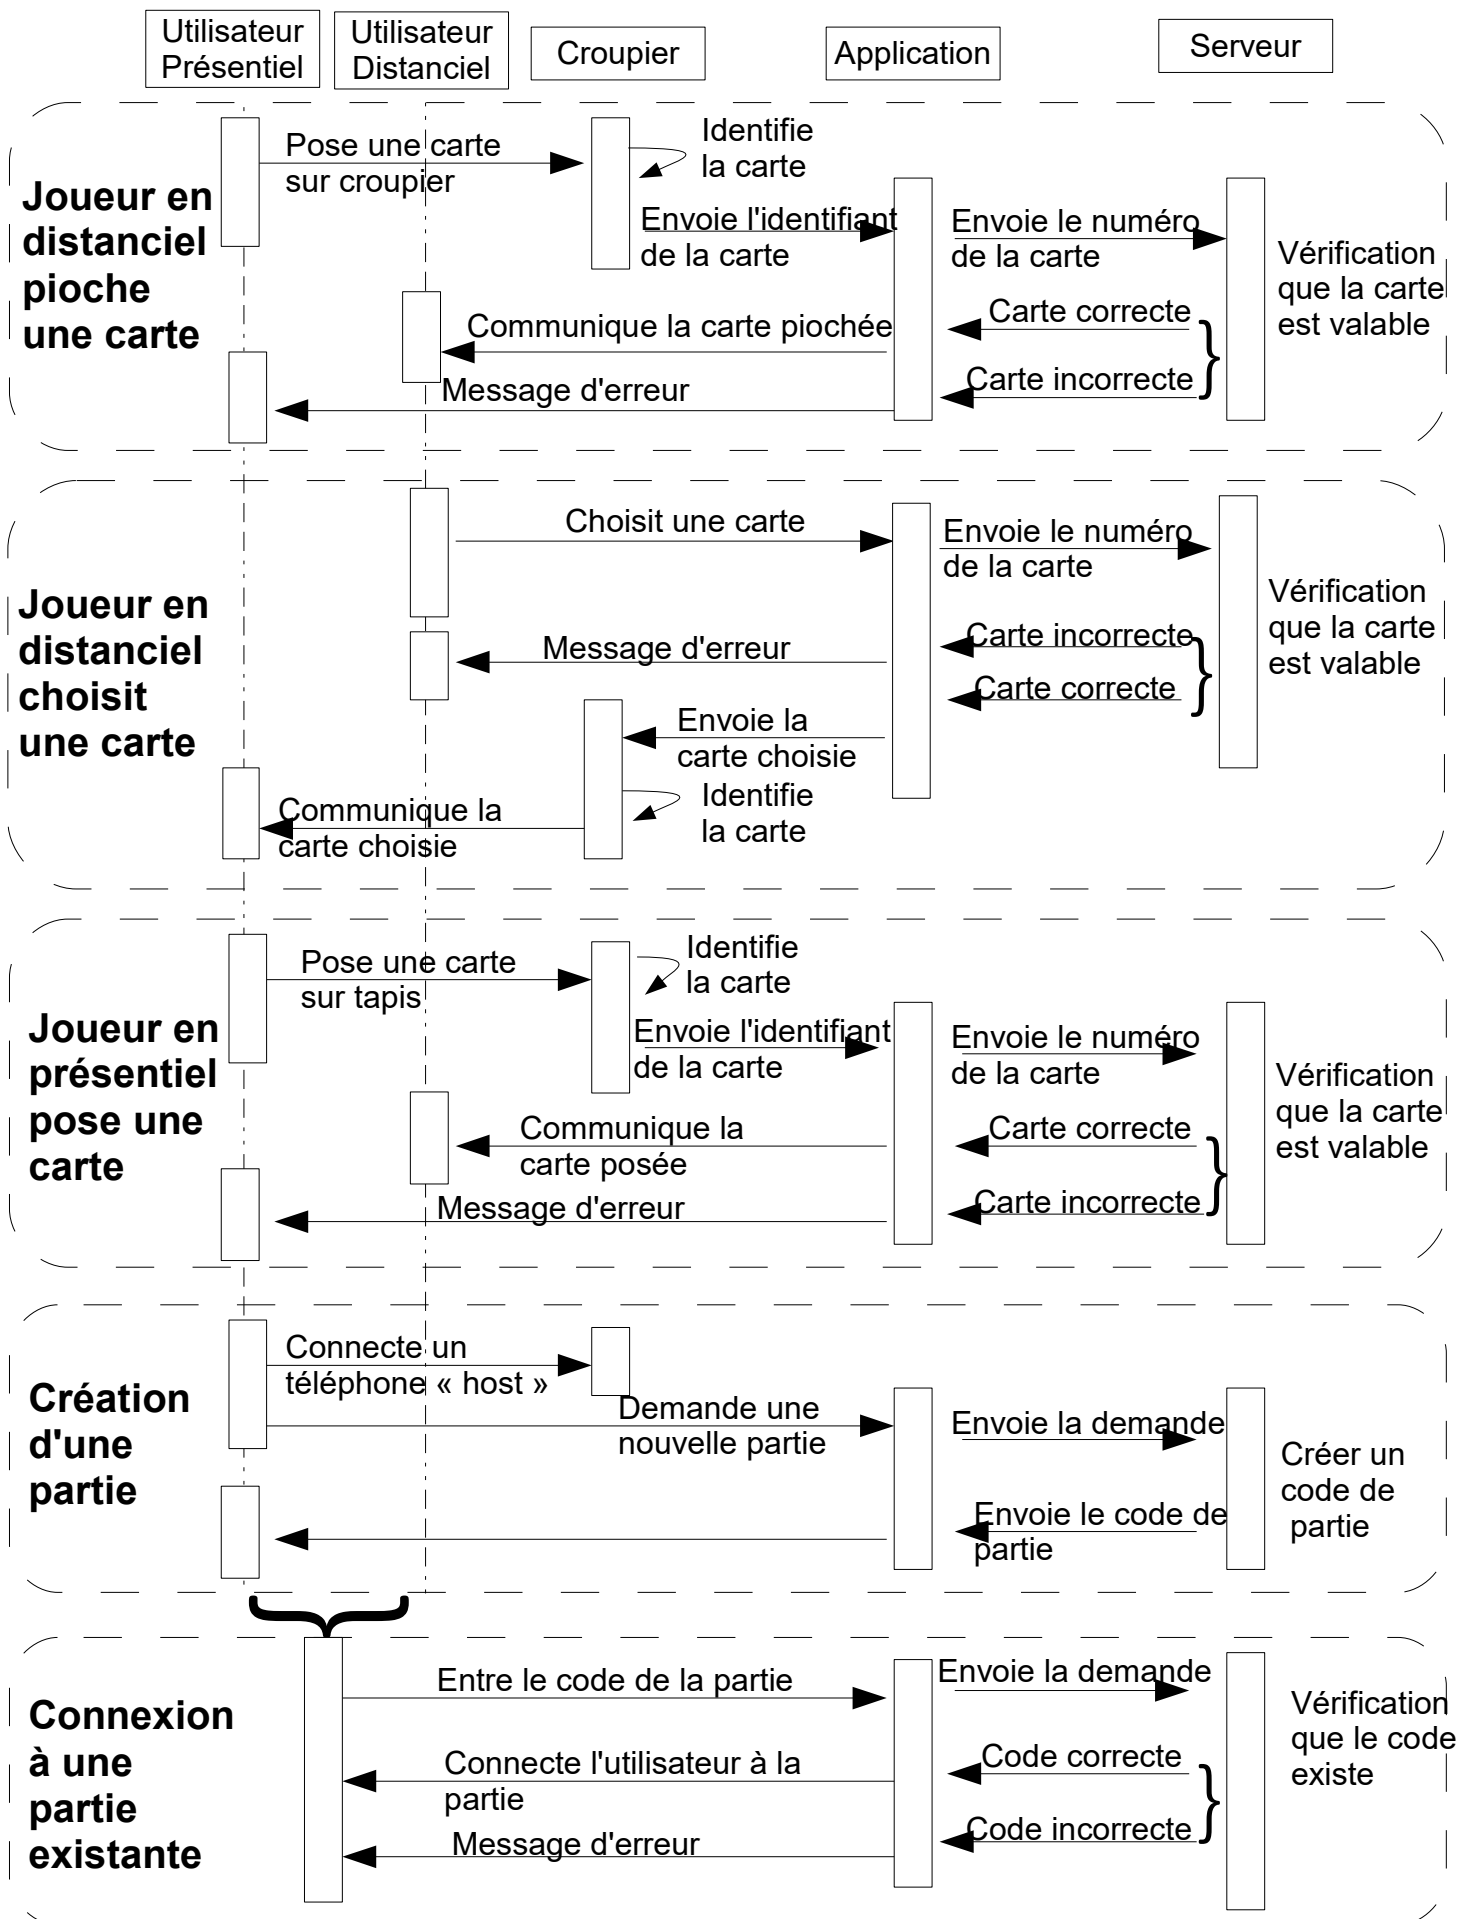 Utilisateur
Présentiel
Utilisateur
Distanciel
Croupier
Application
Serveur
Joueur en
distanciel
pioche
une carte
Pose une carte
sur croupier
Identifie
la carte
Envoie l'identifiant
de la carte
Envoie le numéro
de la carte
Vérification
que la carte
est valable
Carte correcte
Communique la carte piochée
Carte incorrecte
Message d'erreur
Joueur en
distanciel
choisit
une carte
Choisit une carte
Envoie le numéro
de la carte
Vérification
que la carte
est valable
Carte incorrecte
Message d'erreur
Carte correcte
Envoie la
carte choisie
Identifie
la carte
Communique la
carte choisie
Joueur en
présentiel
pose une
carte
Pose une carte
sur tapis
Identifie
la carte
Envoie l'identifiant
de la carte
Envoie le numéro
de la carte
Vérification
que la carte
est valable
Communique la
carte posée
Carte correcte
Carte incorrecte
Message d'erreur
Création
d'une
partie
Connecte un
téléphone « host »
Demande une
nouvelle partie
Envoie la demande
Créer un
code de
partie
Envoie le code de
partie
Connexion
à une
partie
existante
Entre le code de la partie
Envoie la demande
Vérification
que le code
existe
Code correcte
Connecte l'utilisateur à la
partie
Code incorrecte
Message d'erreur